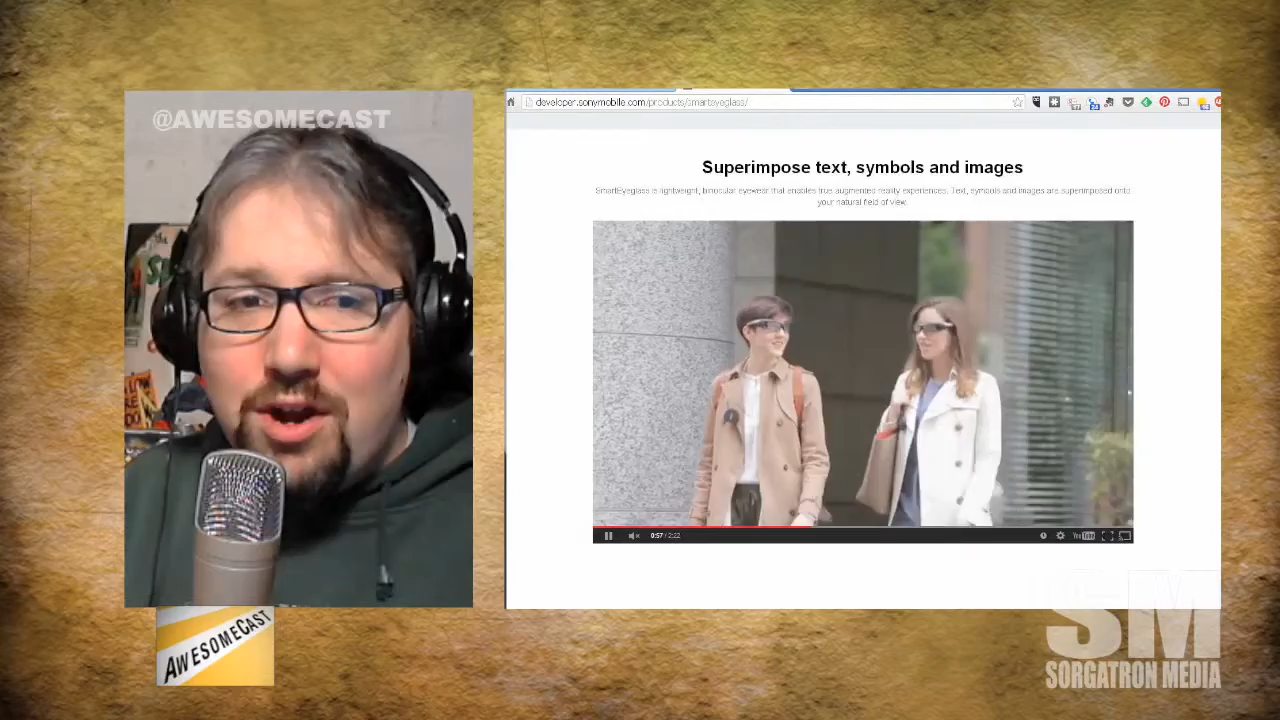 @AWESOMECAST
developer.sonymobile.com/products/smarteyeglass/
Superimpose text, symbols and images
SmartEyeglass is lightweight, binocular eyewear that enables true augmented reality experiences. Text, symbols and images are superimposed onto
your natural field of view.
0:57 / 2:22
YouTube
AWESOMECAST
SM
SORGATRON MEDIA